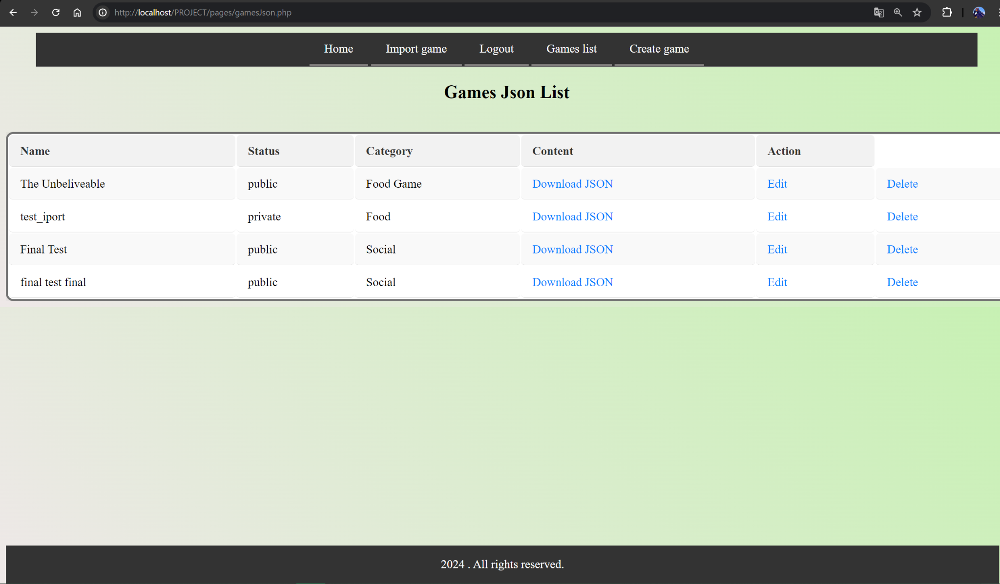 http://localhost/PROJECT/pages/gamesJson.php
Home Import game Logout Games list Create game
Games Json List
Name Status Category Content Action
The Unbeliveable public Food Game Download JSON Edit Delete
test_iport private Food Download JSON Edit Delete
Final Test public Social Download JSON Edit Delete
final test final public Social Download JSON Edit Delete
2024 . All rights reserved.